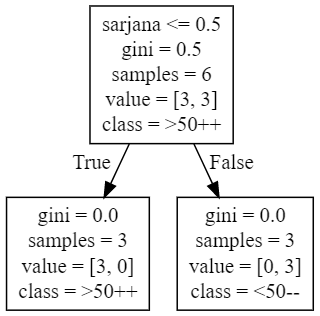 sarjana <= 0.5
gini = 0.5
samples = 6
value = [3, 3]
class = >50++
True
False
gini = 0.0
samples = 3
value = [3, 0]
class = >50++
gini = 0.0
samples = 3
value = [0, 3]
class = <50--